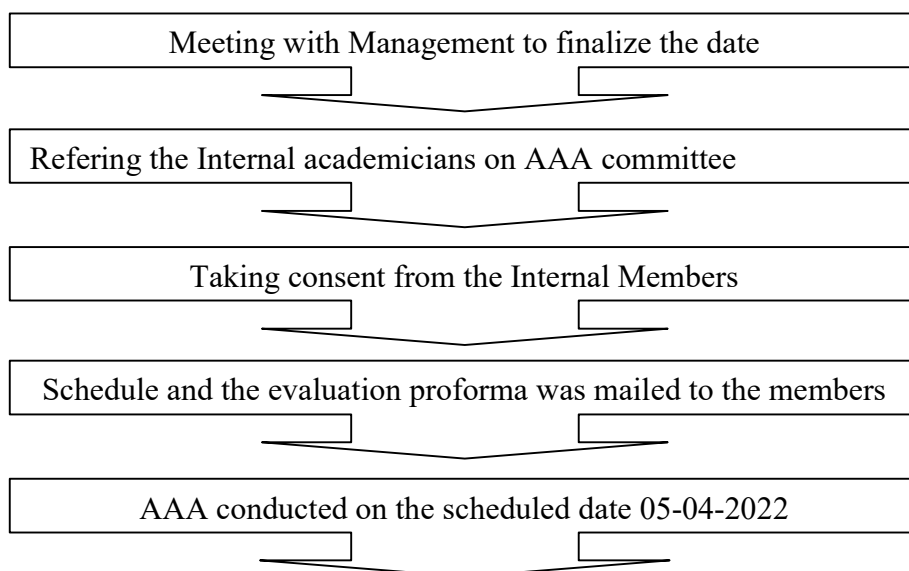 Meeting with Management to finalize the date
Refering the Internal academicians on AAA committee
Taking consent from the Internal Members
Schedule and the evaluation proforma was mailed to the members
AAA conducted on the scheduled date 05-04-2022